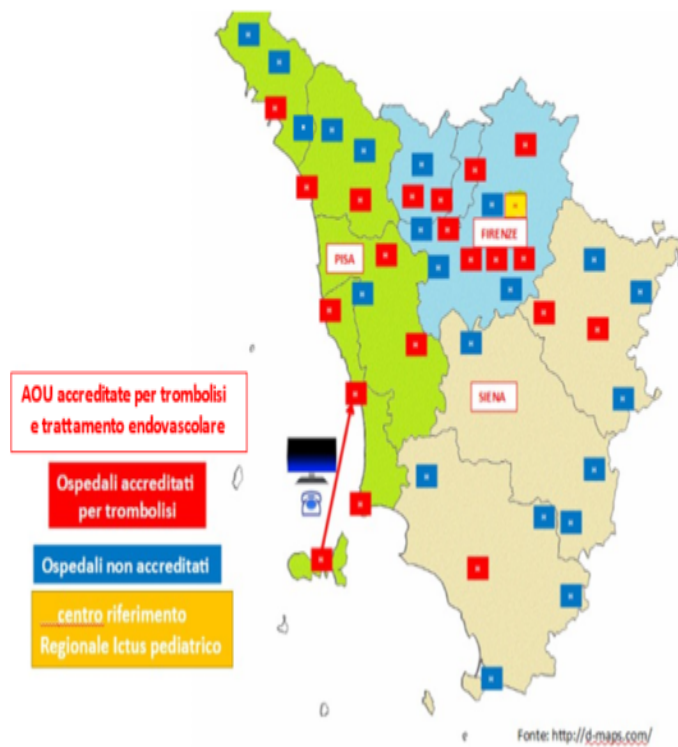 FIRENZE
PISA
SIENA
AOU accreditate per trombolisi
e trattamento endovascolare
Ospedali accreditati
per trombolisi
Ospedali non accreditati
centro riferimento
Regionale Ictus pediatrico
Fonte: http://d-maps.com/